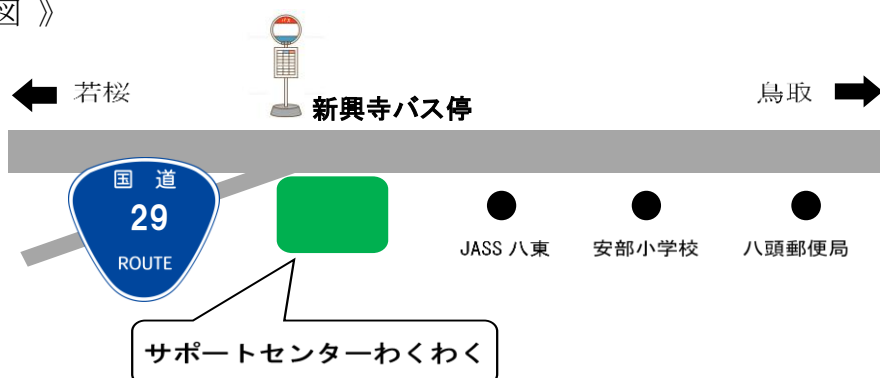 図 》
バス
若桜
新興寺バス停
鳥取
国 道
29
ROUTE
JASS 八東
安部小学校
八頭郵便局
サポートセンターわくわく